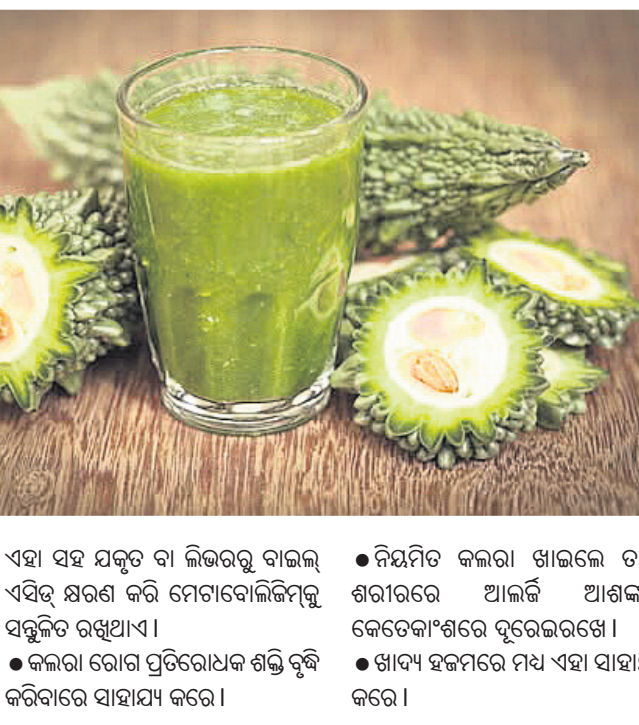 ଏହା ସହ ଯକୃତ ବା ଲିଭରରୁ ବାଇଲ୍
ଏସିଡ୍ କ୍ଷରଣ କରି ମେଟାବୋଲିଜିମ୍‌କୁ
ସନ୍ତୁଳିତ ରଖିଥାଏ ।
● କଲରା ରୋଗ ପ୍ରତିରୋଧକ ଶକ୍ତି ବୃଦ୍ଧି
କରିବାରେ ସାହାଯ୍ୟ କରେ ।
● ନିୟମିତ କଲରା ଖାଇଲେ
ଶରୀରରେ ଆଲର୍ଜି
କେତେକାଂଶରେ ଦୂରେଇରଖେ ।
● ଖାଦ୍ୟ ହଜମରେ ମଧ୍ୟ ଏହା
କରେ ।